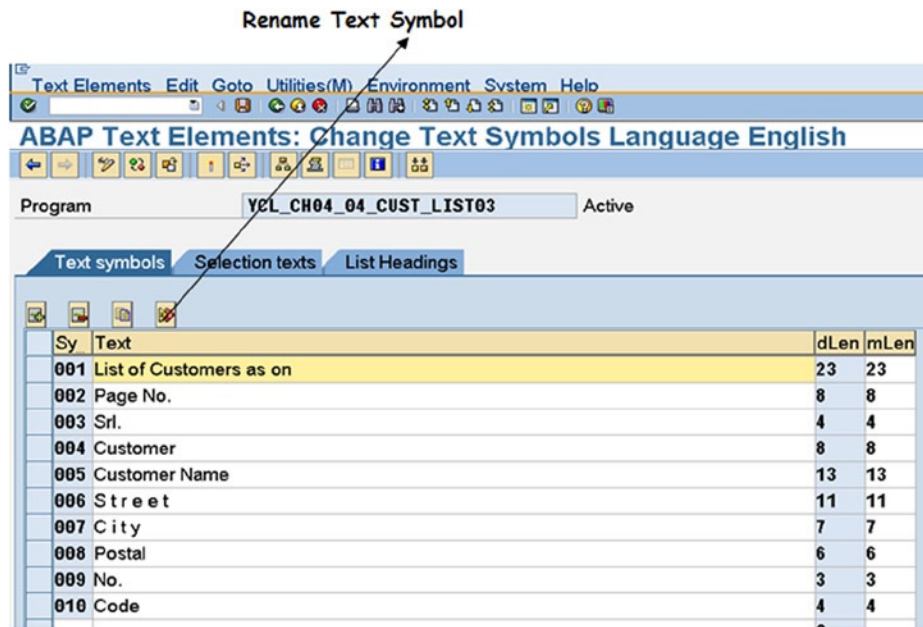 Rename Text Symbol
Text Elements Edit Goto Utilities(M) Environment System Help
ABAP Text Elements: Change Text Symbols Language English
Program YCL_CH04_04_CUST_LIST03 Active
Text symbols Selection texts List Headings
Sy_ Text dLen mLen
001 List of Customers as on 23 23
002 Page No. 8 8
003 Srl. 4 4
004 Customer 8 8
005 Customer Name 13 13
006 S t r e e t 11 11
007 C i t y 7 7
008 Postal 6 6
009 No. 3 3
010 Code 4 4